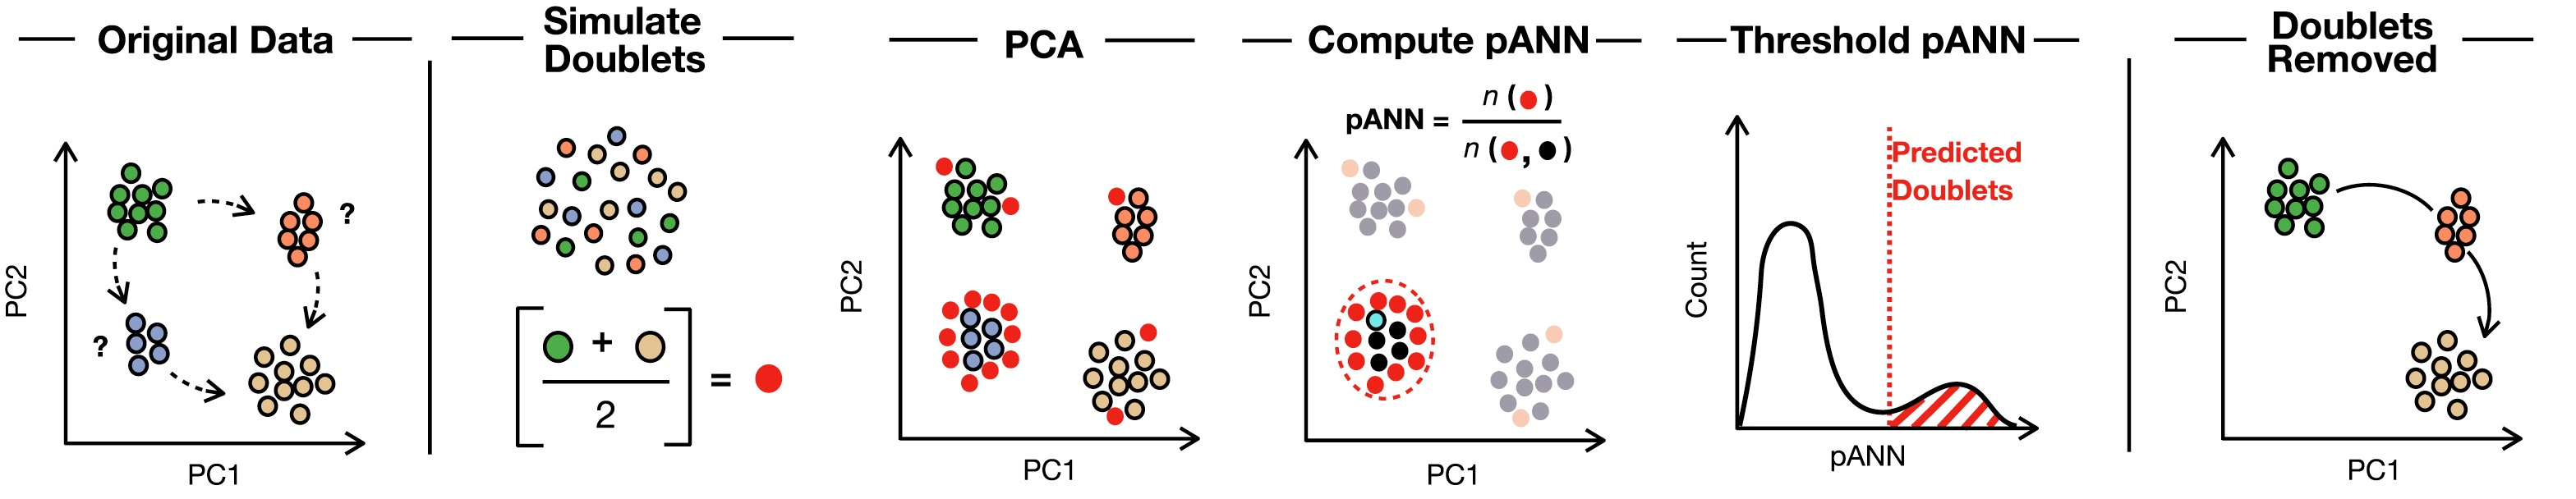 Original Data
PC2
?
?
PC1
Simulate
Doublets
+
2
=
PCA
PC2
PC1
Compute pANN
pANN =
n ( )
n ( , )
PC2
PC1
Threshold pANN
Predicted
Doublets
Count
pANN
Doublets
Removed
PC2
PC1